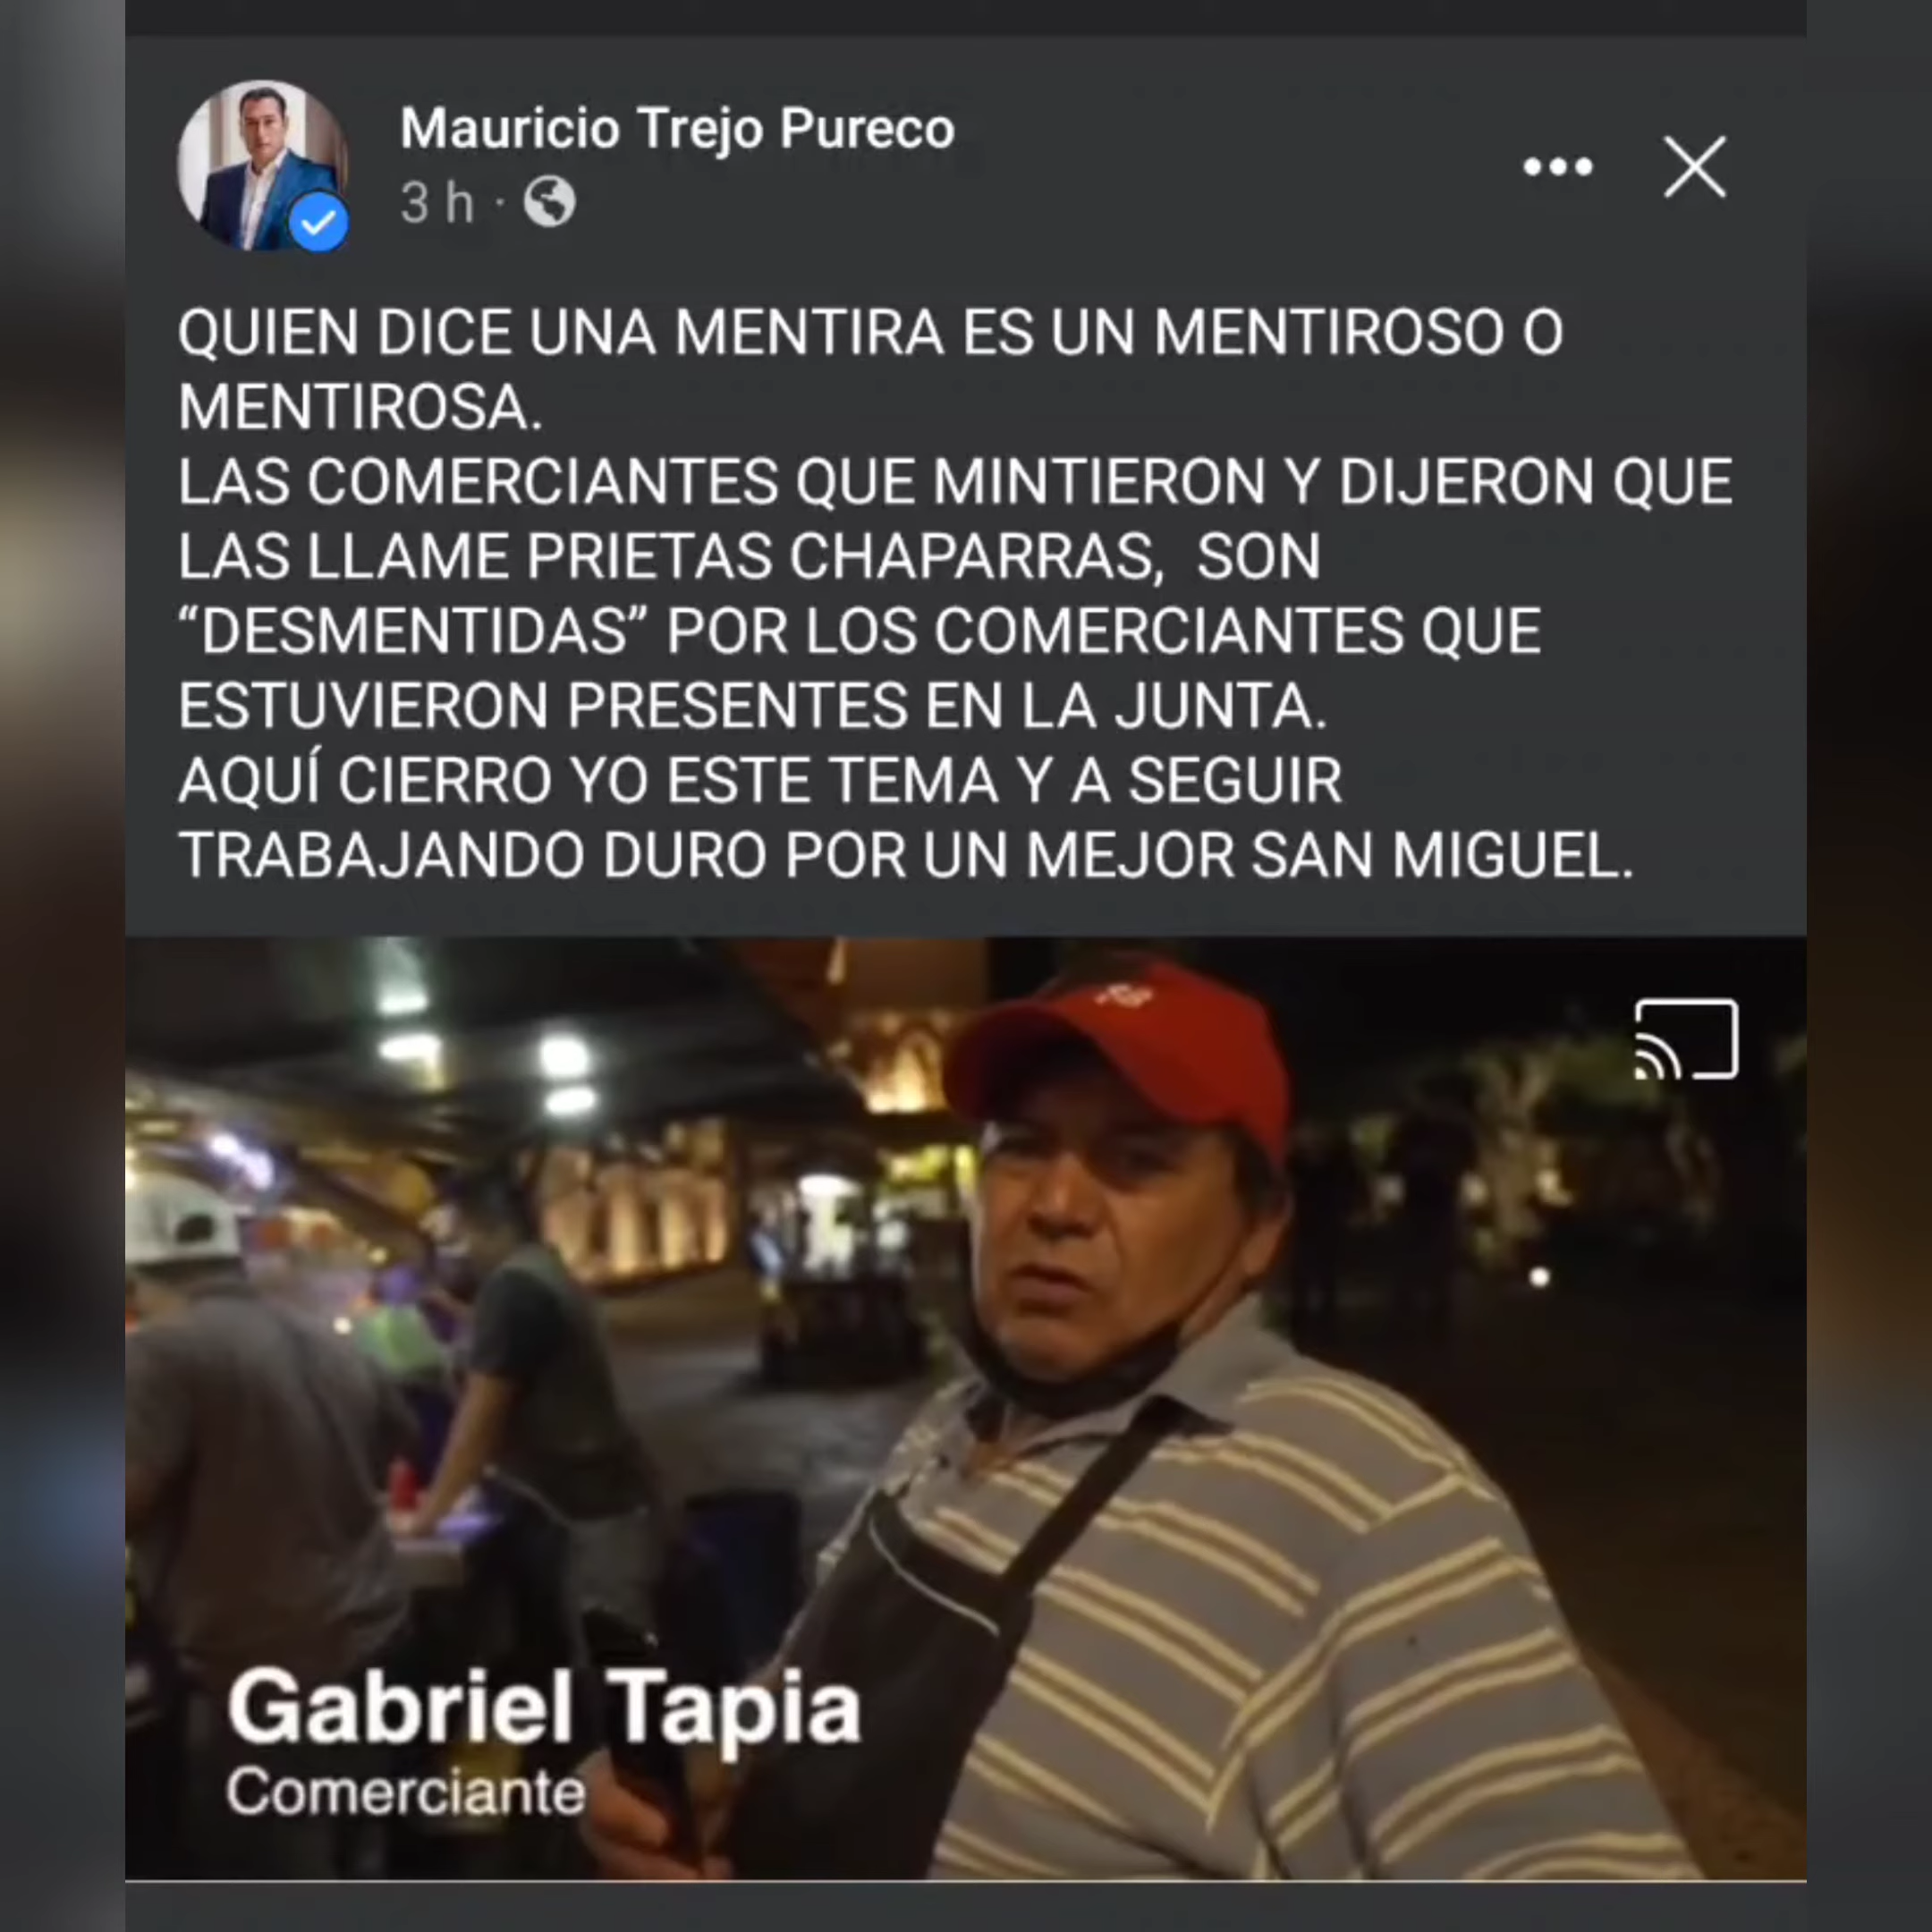 Mauricio Trejo Pureco
3 h ·
QUIEN DICE UNA MENTIRA ES UN MENTIROSO O
MENTIROSA.
LAS COMERCIANTES QUE MINTIERON Y DIJERON QUE
LAS LLAME PRIETAS CHAPARRAS,  SON
“DESMENTIDAS” POR LOS COMERCIANTES QUE
ESTUVIERON PRESENTES EN LA JUNTA.
AQUÍ CIERRO YO ESTE TEMA Y A SEGUIR
TRABAJANDO DURO POR UN MEJOR SAN MIGUEL.
Gabriel Tapia
Comerciante